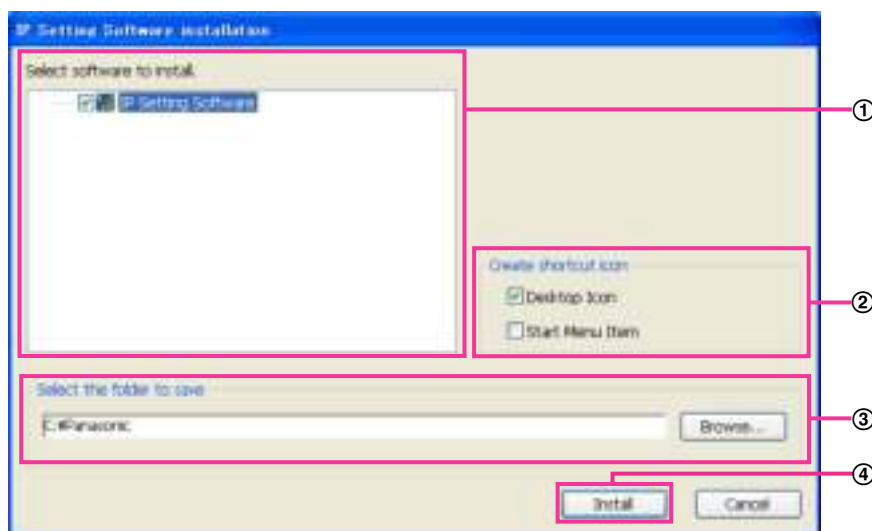 IP Setting Software installation
Select software to install.
IP Setting Software
①
Create shortcut icon
Desktop Icon
Start Menu Item
②
Select the folder to save
C:¥Panasonic
Browse...
③
④
Install
Cancel